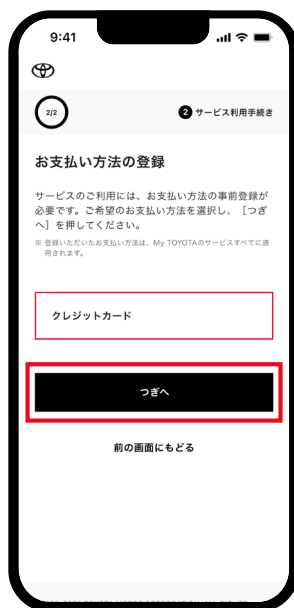 9:41
2/2
2 サービス利用手続き
お支払い方法の登録
サービスのご利用には、お支払い方法の事前登録が
必要です。ご希望のお支払い方法を選択し、［つぎ
へ］を押してください。
※ 登録いただいたお支払い方法は、My TOYOTAのサービスすべてに適
用されます。
クレジットカード
つぎへ
前の画面にもどる